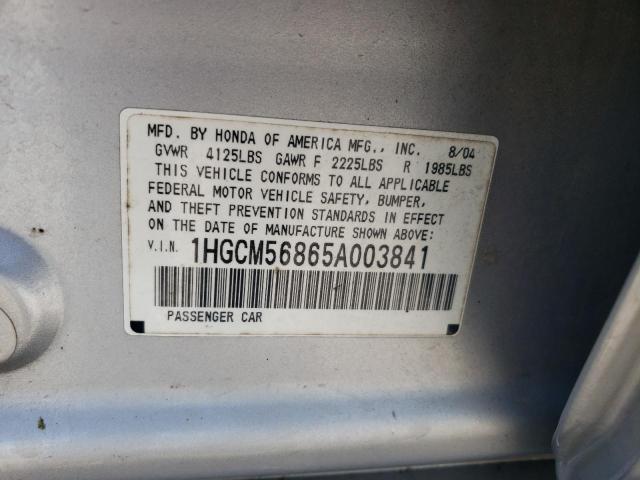 MFD. BY HONDA OF AMERICA MFG., INC. 8/04
GVWR 4125LBS GAWR F 2225LBS R 1985LBS
THIS VEHICLE CONFORMS TO ALL APPLICABLE
FEDERAL MOTOR VEHICLE SAFETY, BUMPER,
AND THEFT PREVENTION STANDARDS IN EFFECT
ON THE DATE OF MANUFACTURE SHOWN ABOVE:
V.I.N. 1HGCM56865A003841
PASSENGER CAR